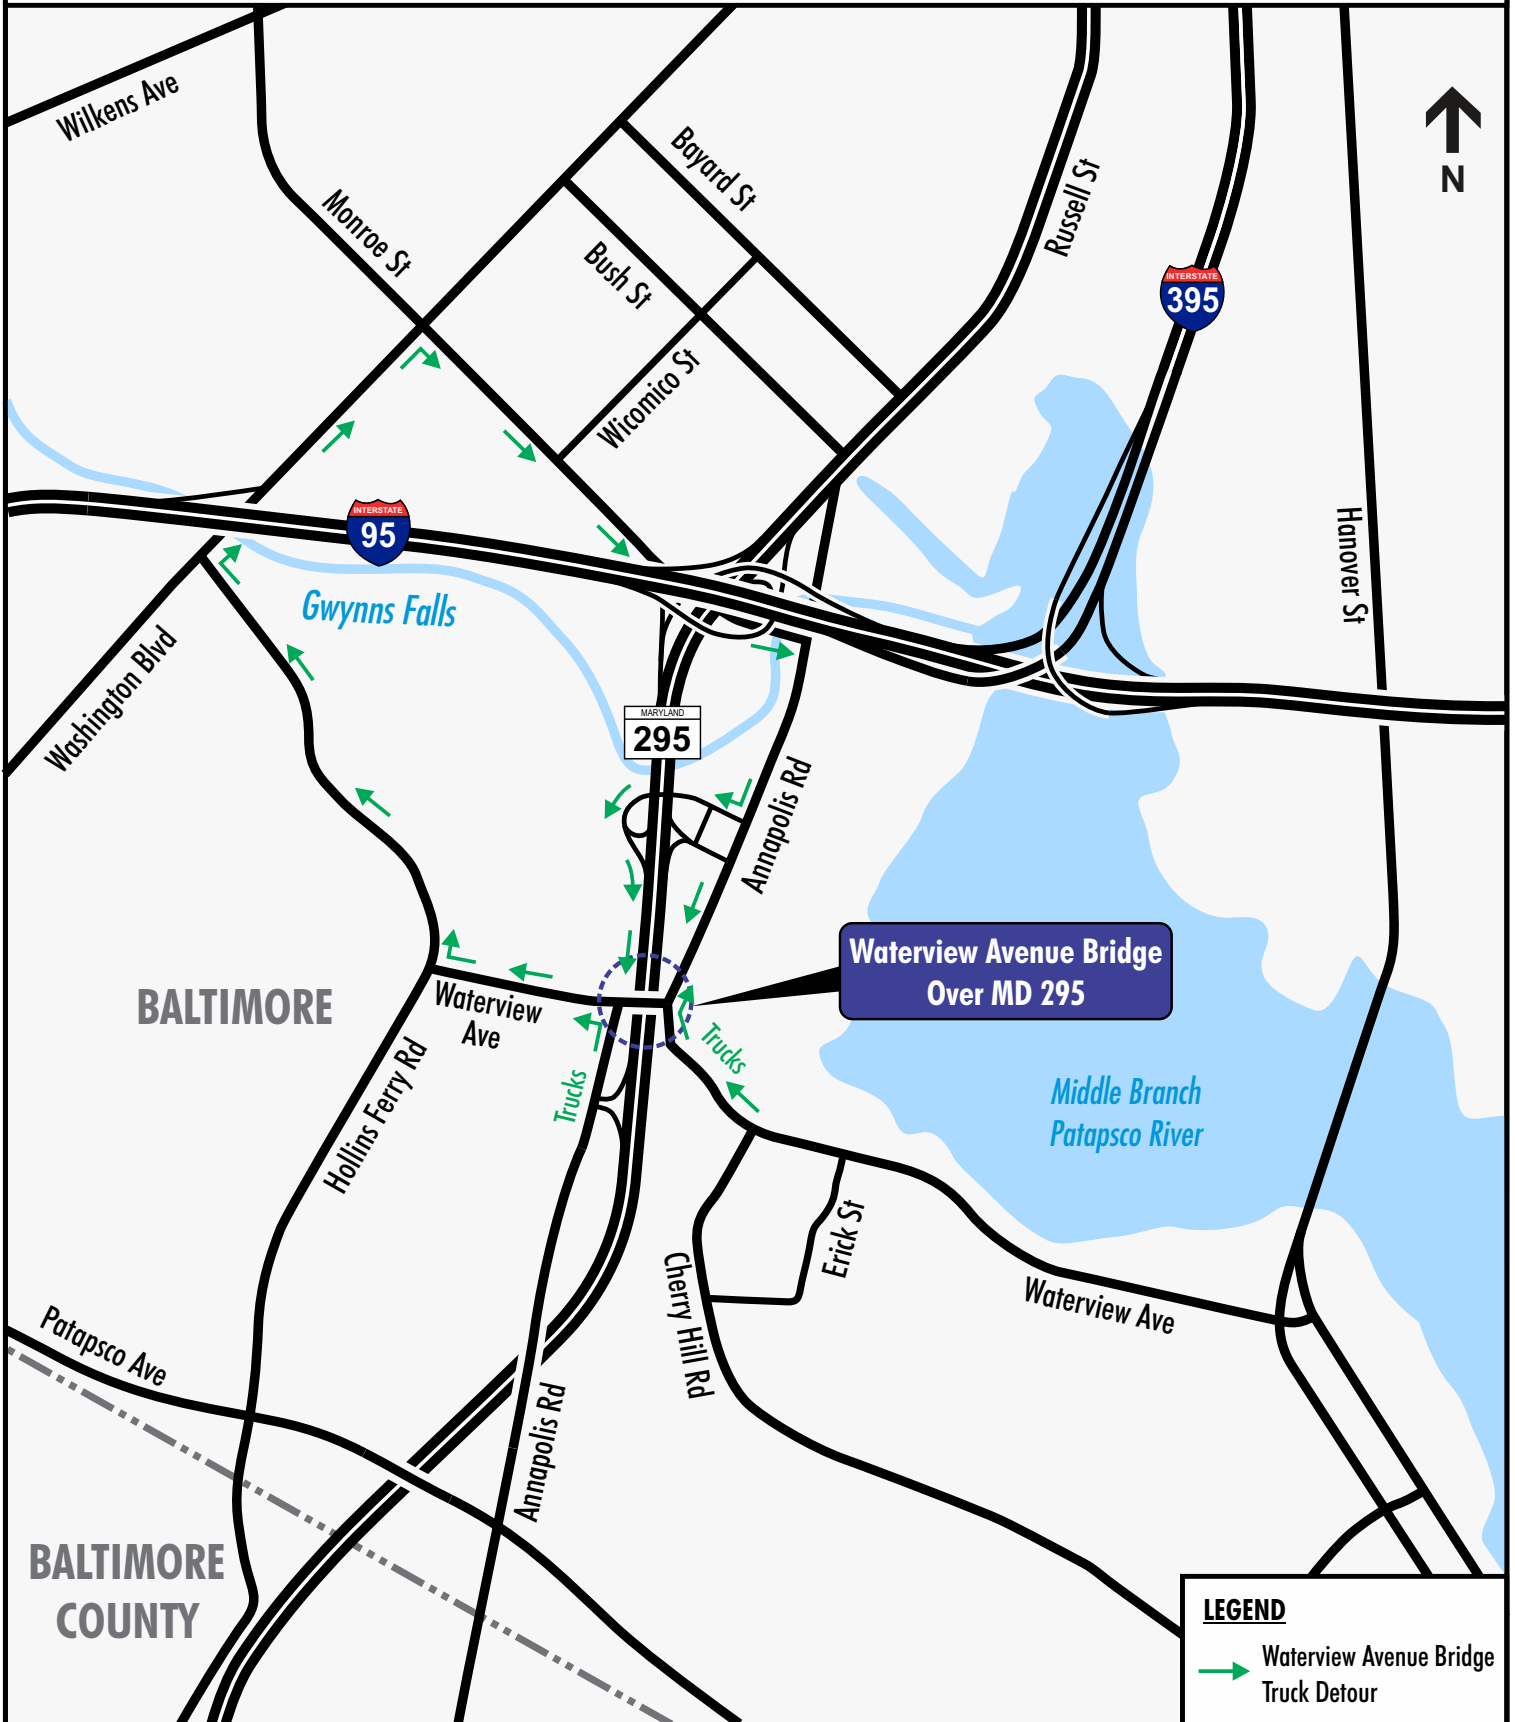 Wilkens Ave
Monroe St
Bayard St
Bush St
Wicomico St
Russell St
N
INTERSTATE
395
Hanover St
INTERSTATE
95
Gwynns Falls
Washington Blvd
MARYLAND
295
Annapolis Rd
Waterview Avenue Bridge
Over MD 295
BALTIMORE
Waterview
Ave
Trucks
Trucks
Hollins Ferry Rd
Middle Branch
Patapsco River
Erick St
Cherry Hill Rd
Waterview Ave
Patapsco Ave
Annapolis Rd
BALTIMORE
COUNTY
LEGEND
Waterview Avenue Bridge
Truck Detour